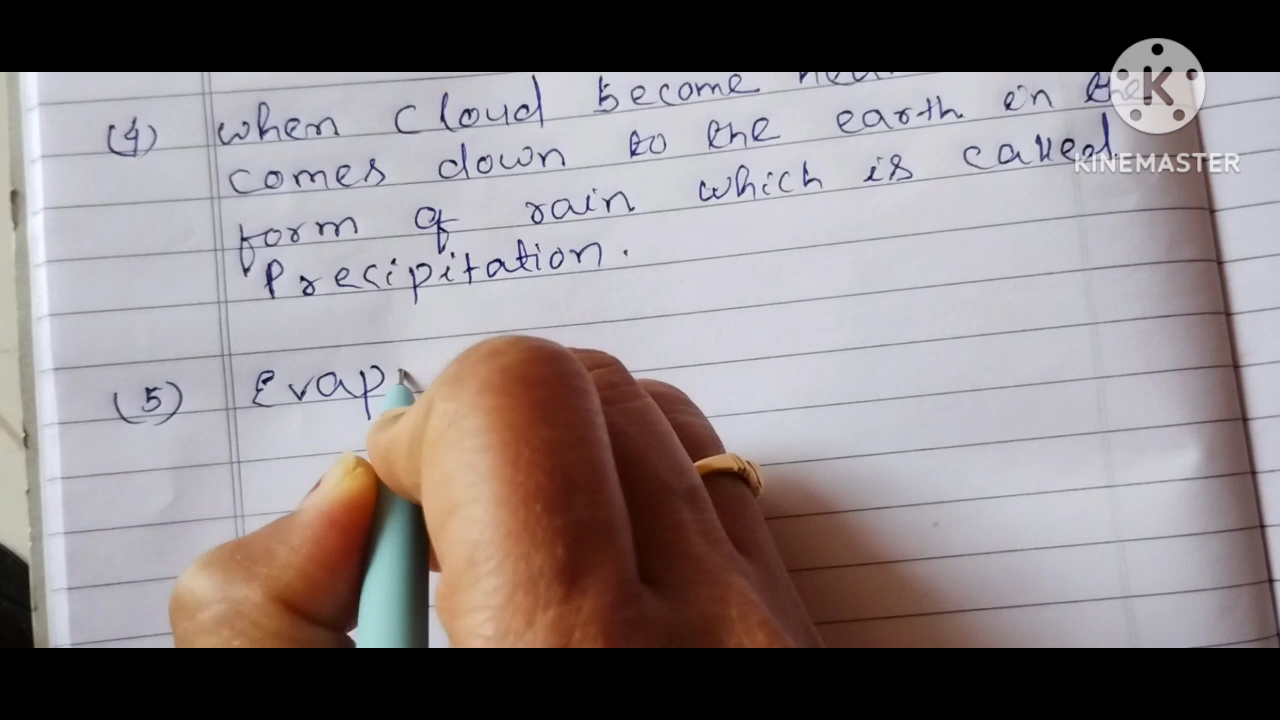 (4) when cloud become
comes down to the earth in the
form of rain which is called
Precipitation.
(5) Evap
K
KINEMASTER